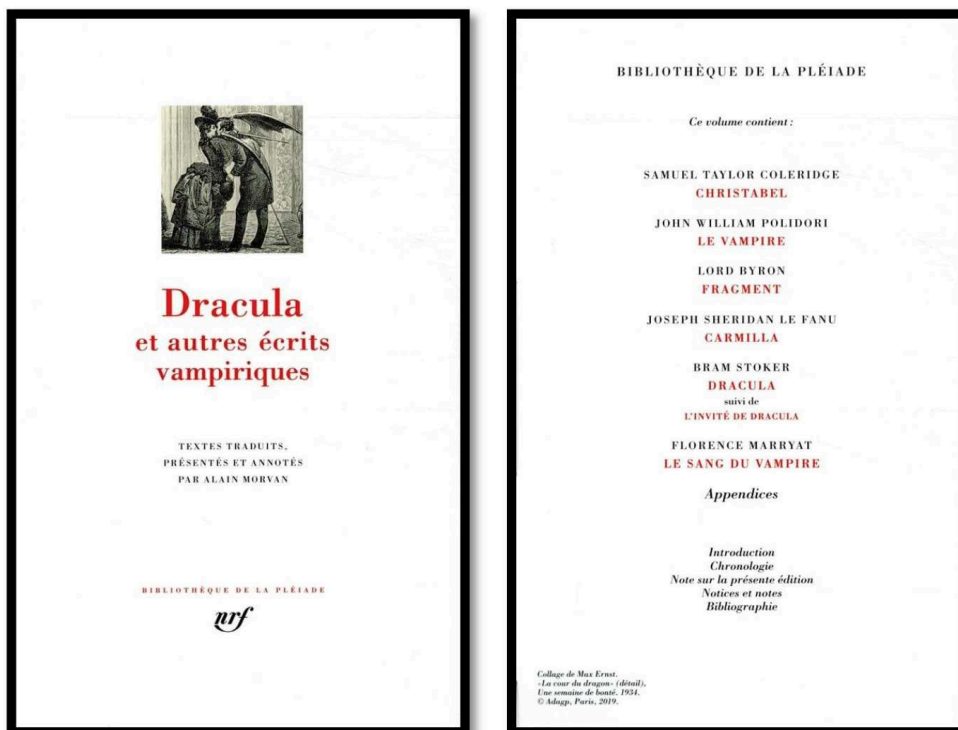 Dracula
et autres écrits
vampiriques
TEXTES TRADUITS,
PRÉSENTÉS ET ANNOTÉS
PAR ALAIN MORVAN
BIBLIOTHÈQUE DE LA PLÉIADE
nrf
BIBLIOTHÈQUE DE LA PLÉIADE
Ce volume contient :
SAMUEL TAYLOR COLERIDGE
CHRISTABEL
JOHN WILLIAM POLIDORI
LE VAMPIRE
LORD BYRON
FRAGMENT
JOSEPH SHERIDAN LE FANU
CARMILLA
BRAM STOKER
DRACULA
suivi de
L'INVITÉ DE DRACULA
FLORENCE MARRYAT
LE SANG DU VAMPIRE
Appendices
Introduction
Chronologie
Note sur la présente édition
Notices et notes
Bibliographie
Collage de Max Ernst.
«La cour du dragon» (détail),
Une semaine de bonté, 1934.
© Adagp, Paris, 2019.